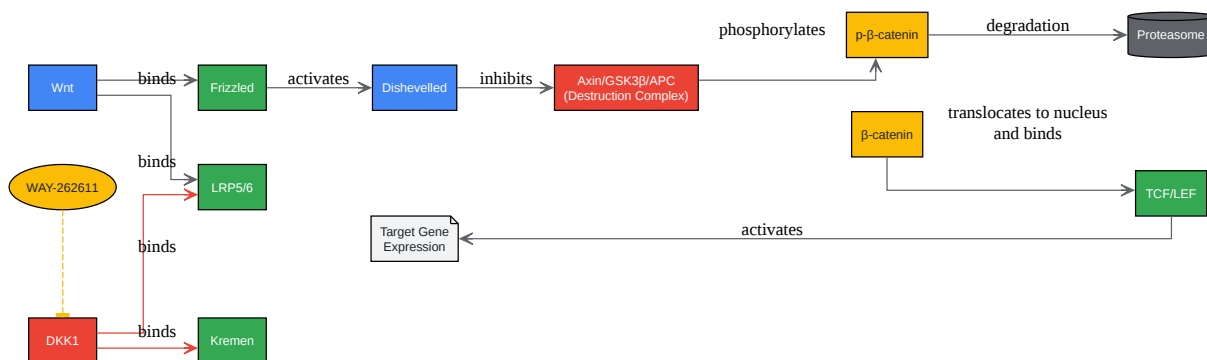 phosphorylates
p-β-catenin
degradation
Proteasome
Wnt
binds
Frizzled
activates
Dishevelled
inhibits
Axin/GSK3β/APC
(Destruction Complex)
β-catenin
translocates to nucleus
and binds
binds
WAY-262611
LRP5/6
TCF/LEF
Target Gene
Expression
activates
binds
DKK1
binds
Kremen